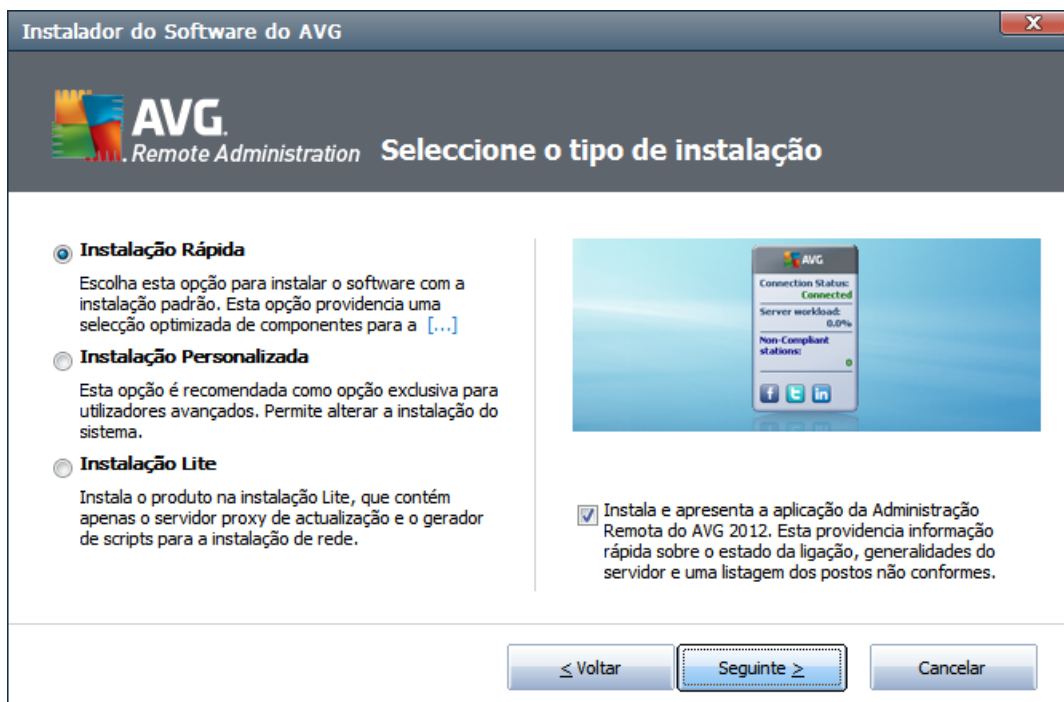 Instalador do Software do AVG
X
AVG.
Remote Administration
Seleccione o tipo de instalação
Instalação Rápida
Escolha esta opção para instalar o software com a
instalação padrão. Esta opção providencia uma
selecção optimizada de componentes para a [...]
Instalação Personalizada
Esta opção é recomendada como opção exclusiva para
utilizadores avançados. Permite alterar a instalação do
sistema.
Instalação Lite
Instala o produto na instalação Lite, que contém
apenas o servidor proxy de actualização e o gerador
de scripts para a instalação de rede.
AVG
Connection Status:
Connected
Server workload:
0.0%
Non-Compliant
stations:
0
f t in
Instala e apresenta a aplicação da Administração
Remota do AVG 2012. Esta providencia informação
rápida sobre o estado da ligação, generalidades do
servidor e uma listagem dos postos não conformes.
< Voltar
Seguinte >
Cancelar